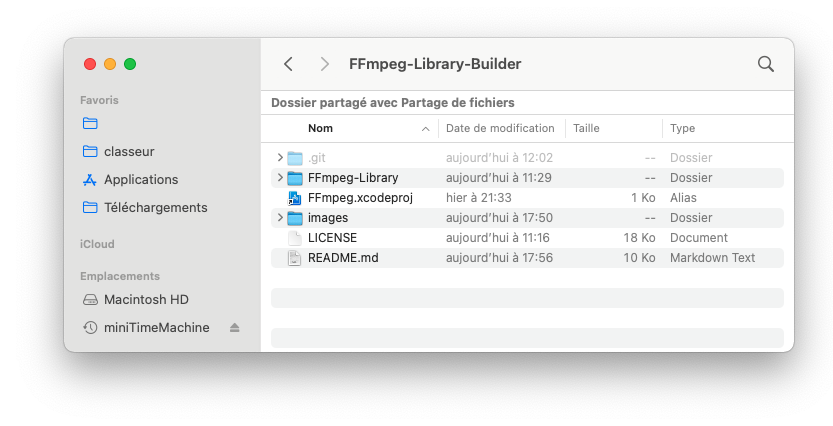 FFmpeg-Library-Builder
Favoris
classeur
Applications
Téléchargements
iCloud
Emplacements
Macintosh HD
miniTimeMachine
Dossier partagé avec Partage de fichiers
Nom Date de modification Taille Type
.git aujourd’hui à 12:02 -- Dossier
FFmpeg-Library aujourd’hui à 11:29 -- Dossier
FFmpeg.xcodeproj hier à 21:33 1 Ko Alias
images aujourd’hui à 17:50 -- Dossier
LICENSE aujourd’hui à 11:16 18 Ko Document
README.md aujourd’hui à 17:56 10 Ko Markdown Text